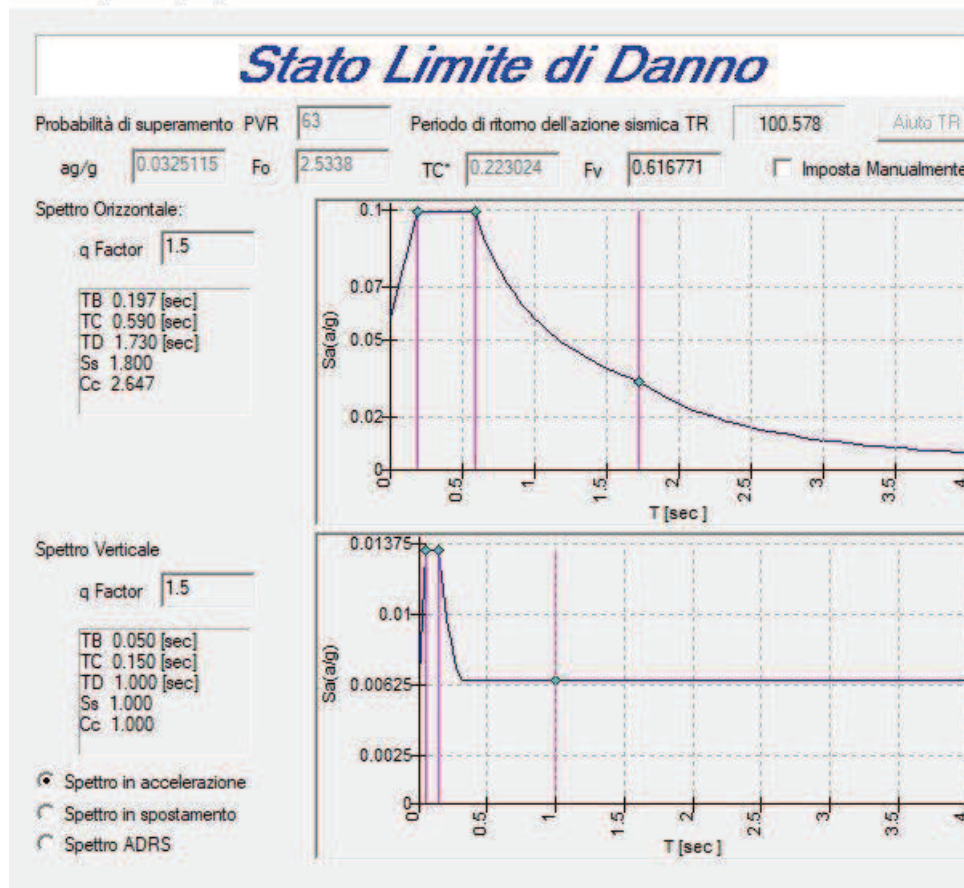 Stato Limite di Danno
Probabilità di superamento PVR 63 Periodo di ritorno dell'azione sismica TR 100.578 Aiuto TR
ag/g 0.0325115 Fo 2.5338 TC* 0.223024 Fv 0.616771 Imposta Manualmente
Spettro Orizzontale:
q Factor 1.5
TB 0.197 [sec]
TC 0.590 [sec]
TD 1.730 [sec]
Ss 1.800
Cc 2.647
Sa(a/g)
0.1
0.07
0.05
0.02
0
0 0.5 1 1.5 2 2.5 3 3.5 4
T [sec ]
Spettro Verticale
q Factor 1.5
TB 0.050 [sec]
TC 0.150 [sec]
TD 1.000 [sec]
Ss 1.000
Cc 1.000
Spettro in accelerazione
Spettro in spostamento
Spettro ADRS
Sa(a/g)
0.01375
0.01
0.00625
0.0025
0
0 0.5 1 1.5 2 2.5 3 3.5 4
T [sec ]